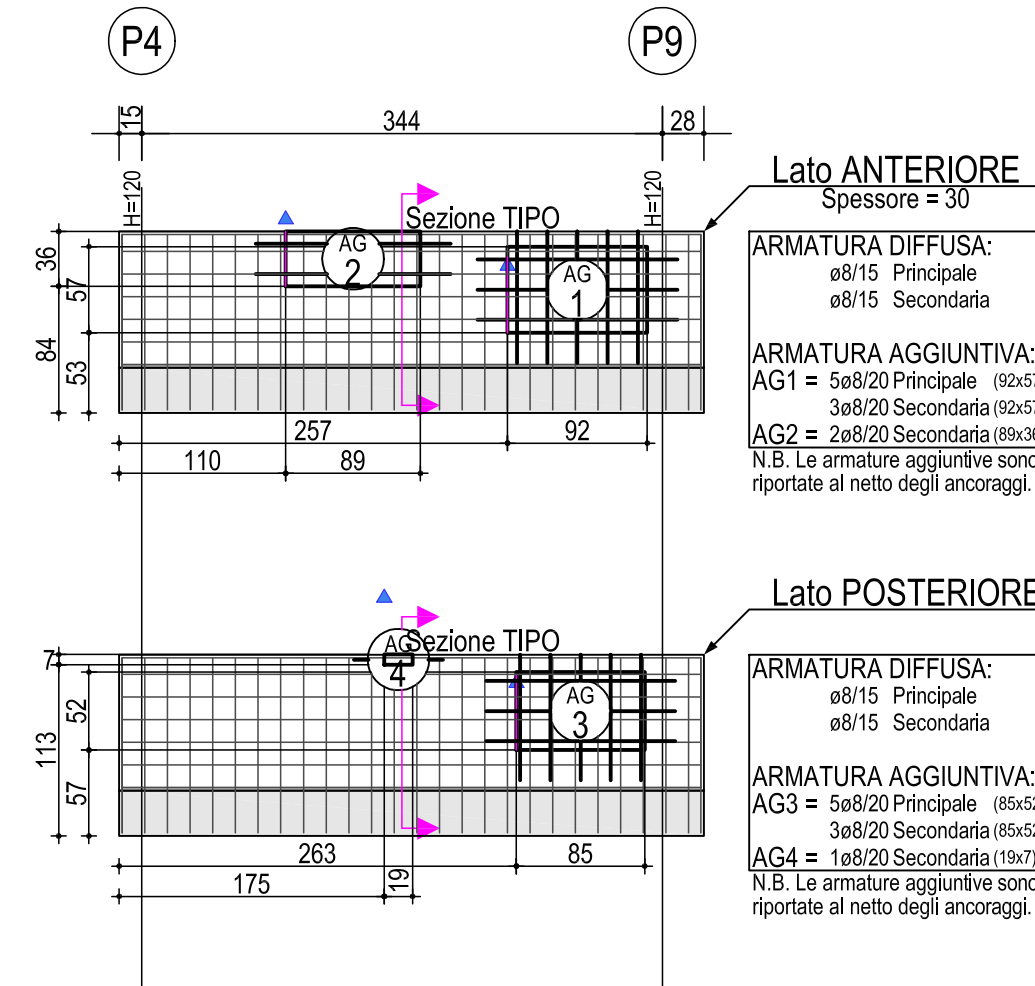 P4
P9
15
344
28
H=120
H=120
Lato ANTERIORE
Spessore = 30
Sezione TIPO
AG
2
AG
1
36
57
84
53
257
92
110
89
ARMATURA DIFFUSA:
ø8/15 Principale
ø8/15 Secondaria
ARMATURA AGGIUNTIVA:
AG1 = 5ø8/20 Principale (92x57
3ø8/20 Secondaria (92x57
AG2 = 2ø8/20 Secondaria (89x36
N.B. Le armature aggiuntive sono
riportate al netto degli ancoraggi.
Lato POSTERIORE
Sezione TIPO
AG
4
AG
3
7
52
113
57
263
85
175
19
ARMATURA DIFFUSA:
ø8/15 Principale
ø8/15 Secondaria
ARMATURA AGGIUNTIVA:
AG3 = 5ø8/20 Principale (85x52
3ø8/20 Secondaria (85x52
AG4 = 1ø8/20 Secondaria (19x7)
N.B. Le armature aggiuntive sono
riportate al netto degli ancoraggi.